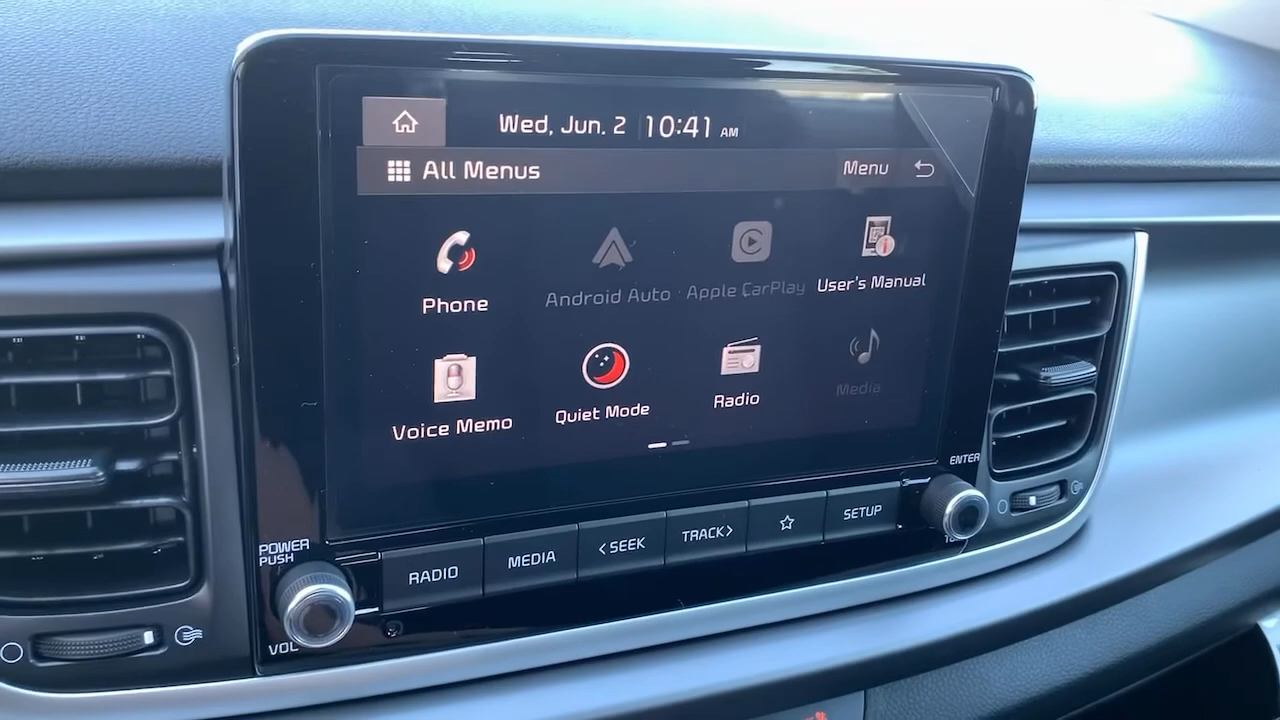 Wed, Jun. 2 10:41 AM
All Menus Menu
Phone Android Auto Apple CarPlay User's Manual
Voice Memo Quiet Mode Radio Media
ENTER
POWER
PUSH
RADIO MEDIA <SEEK TRACK> SETUP
VOL